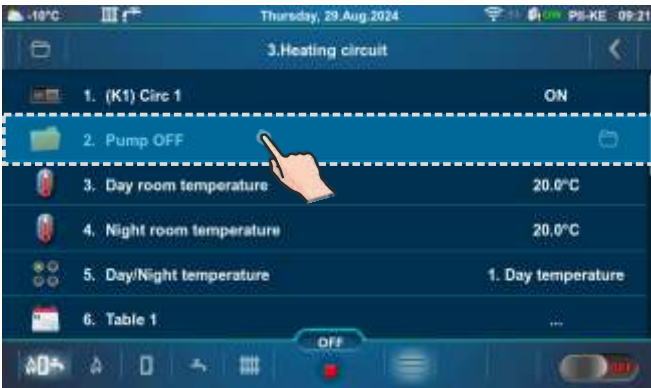 -10°C Thursday, 29.Aug.2024 PII-KE 09:21
3.Heating circuit
1. (K1) Circ 1 ON
2. Pump OFF
3. Day room temperature 20.0°C
4. Night room temperature 20.0°C
5. Day/Night temperature 1. Day temperature
6. Table 1 ...
OFF
OFF